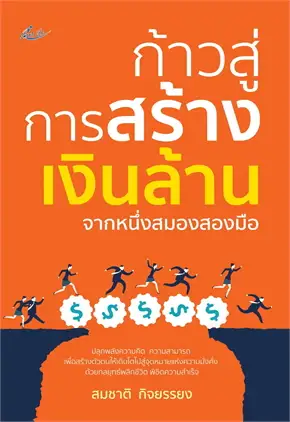 ก้าวสู่
การสร้าง
เงินล้าน
จากหนึ่งสมองสองมือ
$ $ $ $ $
ปลุกพลังความคิด ความสามารถ
เพื่อสร้างตัวตนให้เติบโตไปสู่จุดหมายแห่งความมั่งคั่ง
ด้วยกลยุทธ์พลิกชีวิต พิชิตความสำเร็จ
สมชาติ กิจยรรยง